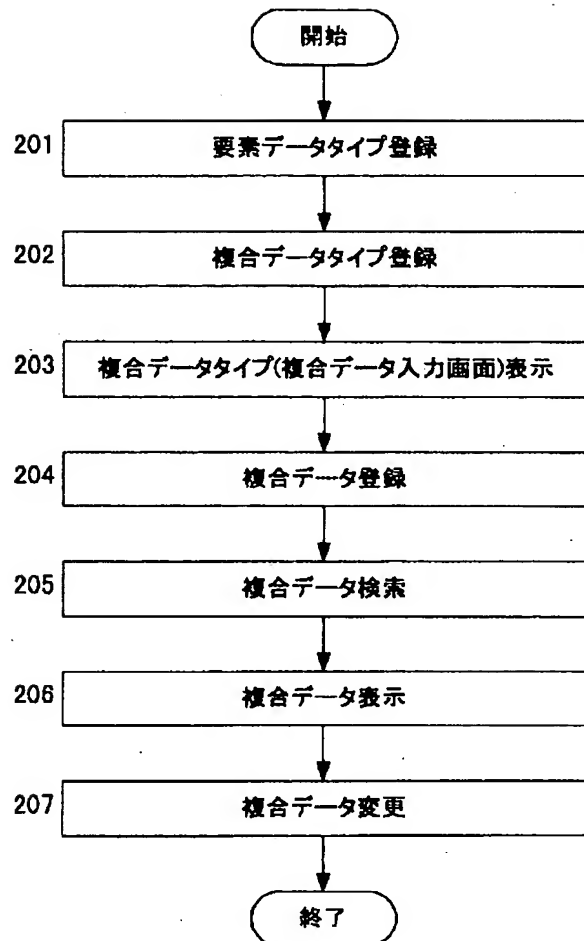 開始
201 要素データタイプ登録
202 複合データタイプ登録
203 複合データタイプ(複合データ入力画面)表示
204 複合データ登録
205 複合データ検索
206 複合データ表示
207 複合データ変更
終了